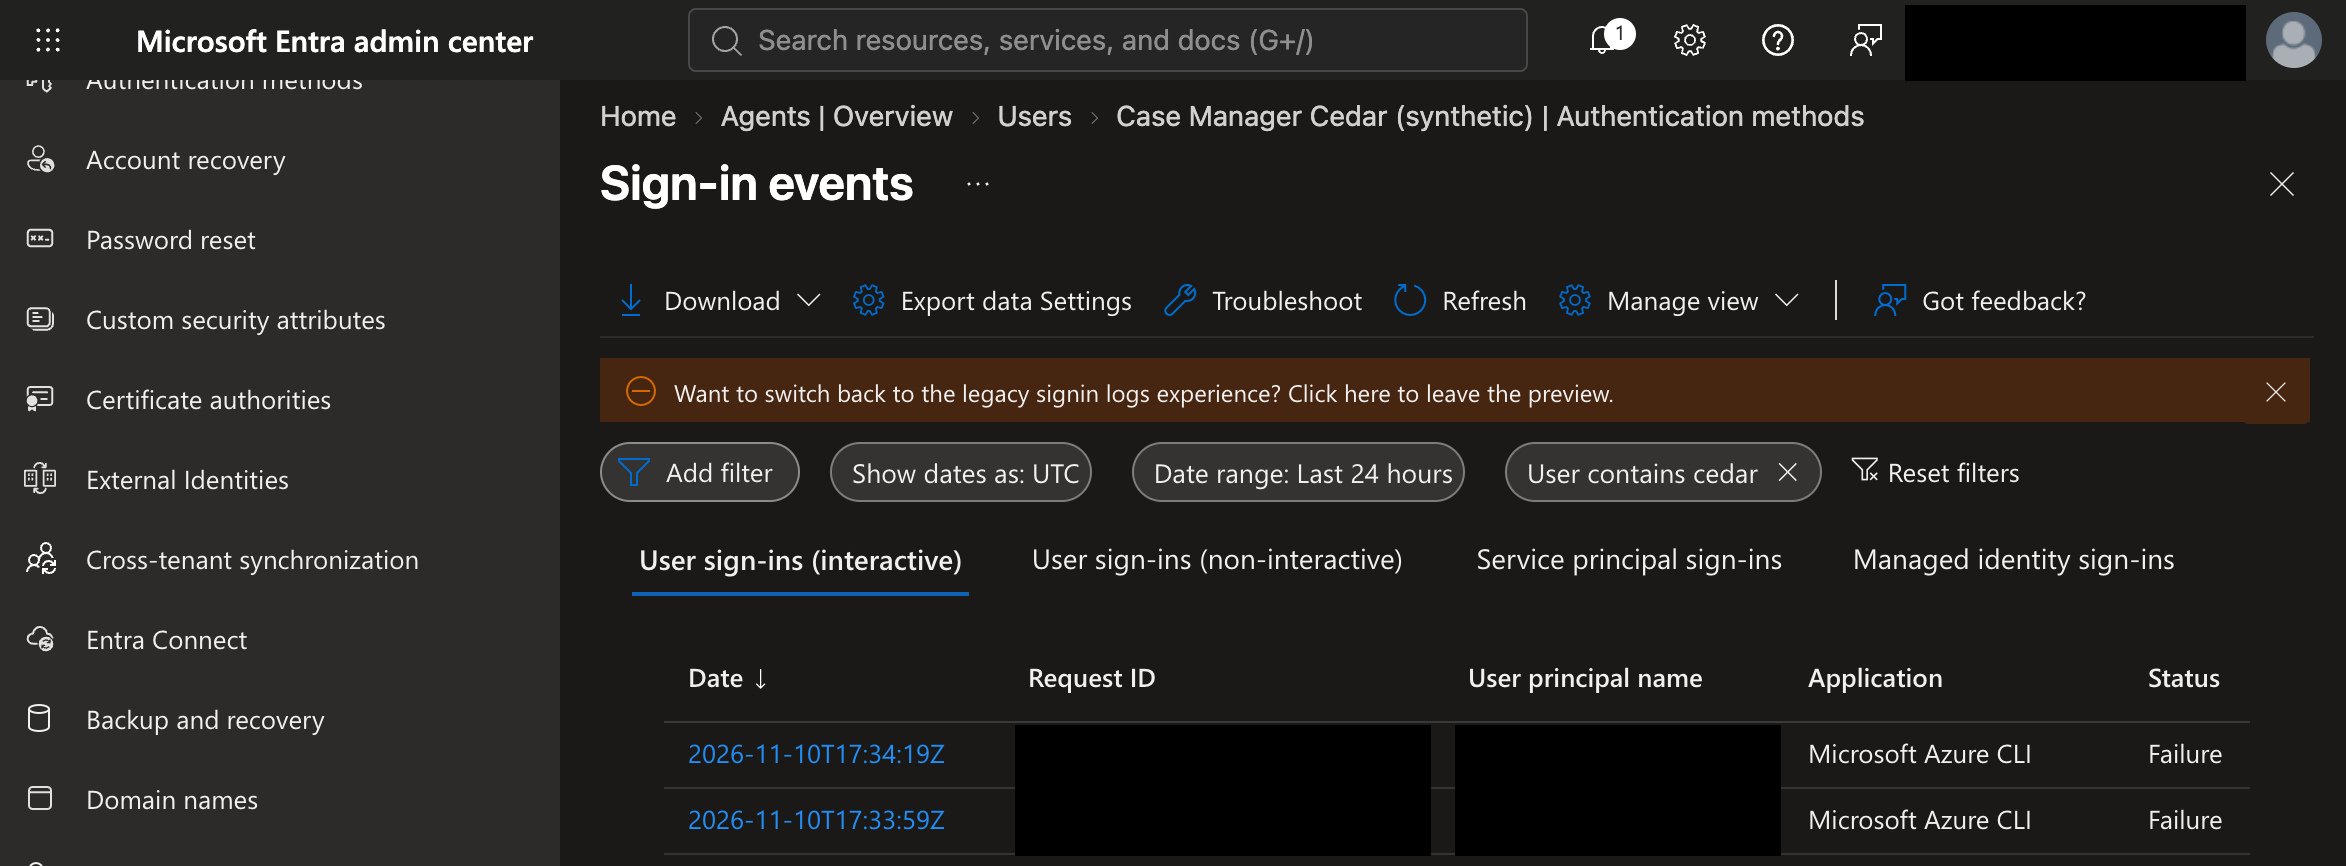 Microsoft Entra admin center
Search resources, services, and docs (G+/)
1
Authentication methods
Account recovery
Password reset
Custom security attributes
Certificate authorities
External Identities
Cross-tenant synchronization
Entra Connect
Backup and recovery
Domain names
Home > Agents | Overview > Users > Case Manager Cedar (synthetic) | Authentication methods
Sign-in events ...
Download Export data Settings Troubleshoot Refresh Manage view Got feedback?
Want to switch back to the legacy signin logs experience? Click here to leave the preview.
Add filter Show dates as: UTC Date range: Last 24 hours User contains cedar Reset filters
User sign-ins (interactive) User sign-ins (non-interactive) Service principal sign-ins Managed identity sign-ins
Date ↓ Request ID User principal name Application Status
2026-11-10T17:34:19Z Microsoft Azure CLI Failure
2026-11-10T17:33:59Z Microsoft Azure CLI Failure